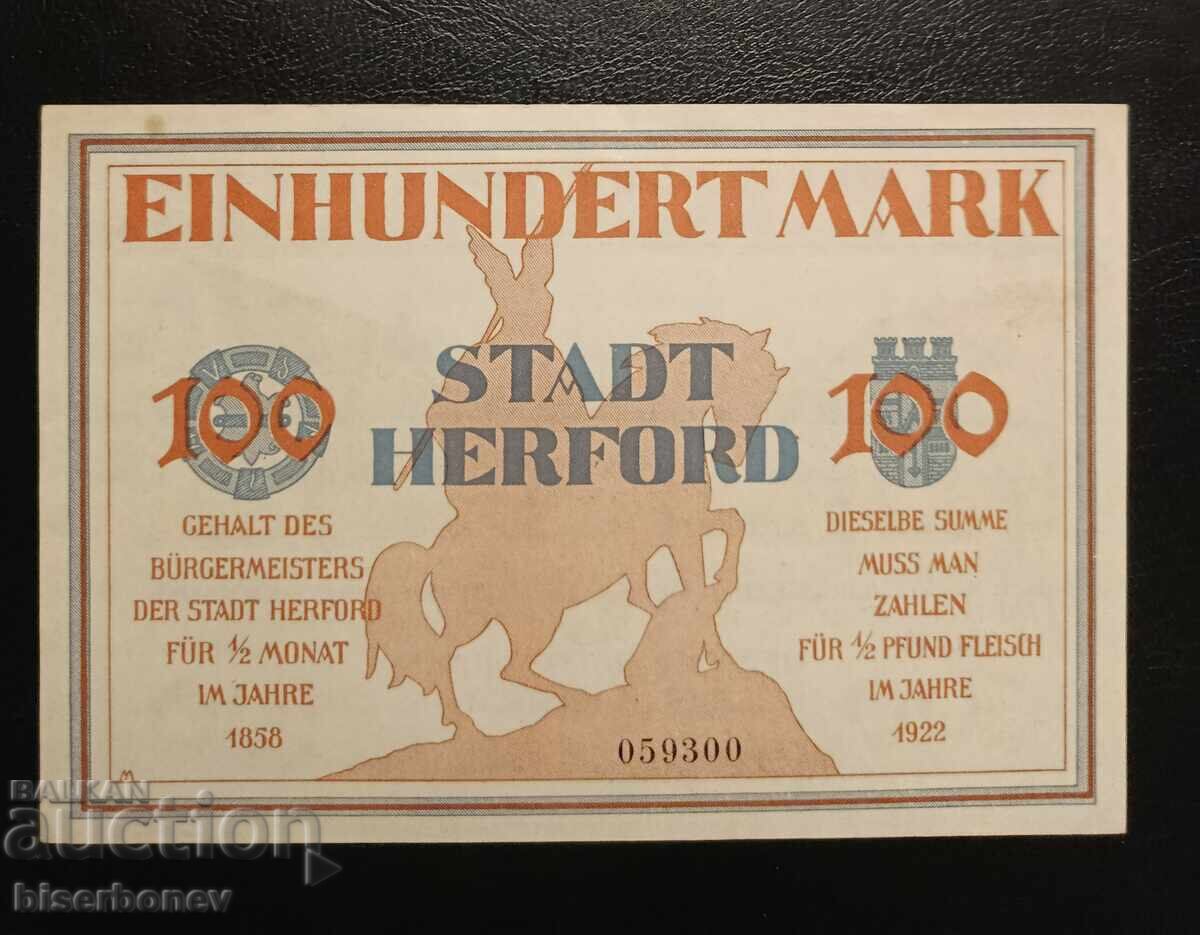 EINHUNDERT MARK
STADT
HERFORD
100
100
GEHALT DES
BÜRGERMEISTERS
DER STADT HERFORD
FÜR 1/2 MONAT
IM JAHRE
1858
DIESELBE SUMME
MUSS MAN
ZAHLEN
FÜR 1/2 PFUND FLEISCH
IM JAHRE
1922
059300
M
BALKAN
auction
biserbonev